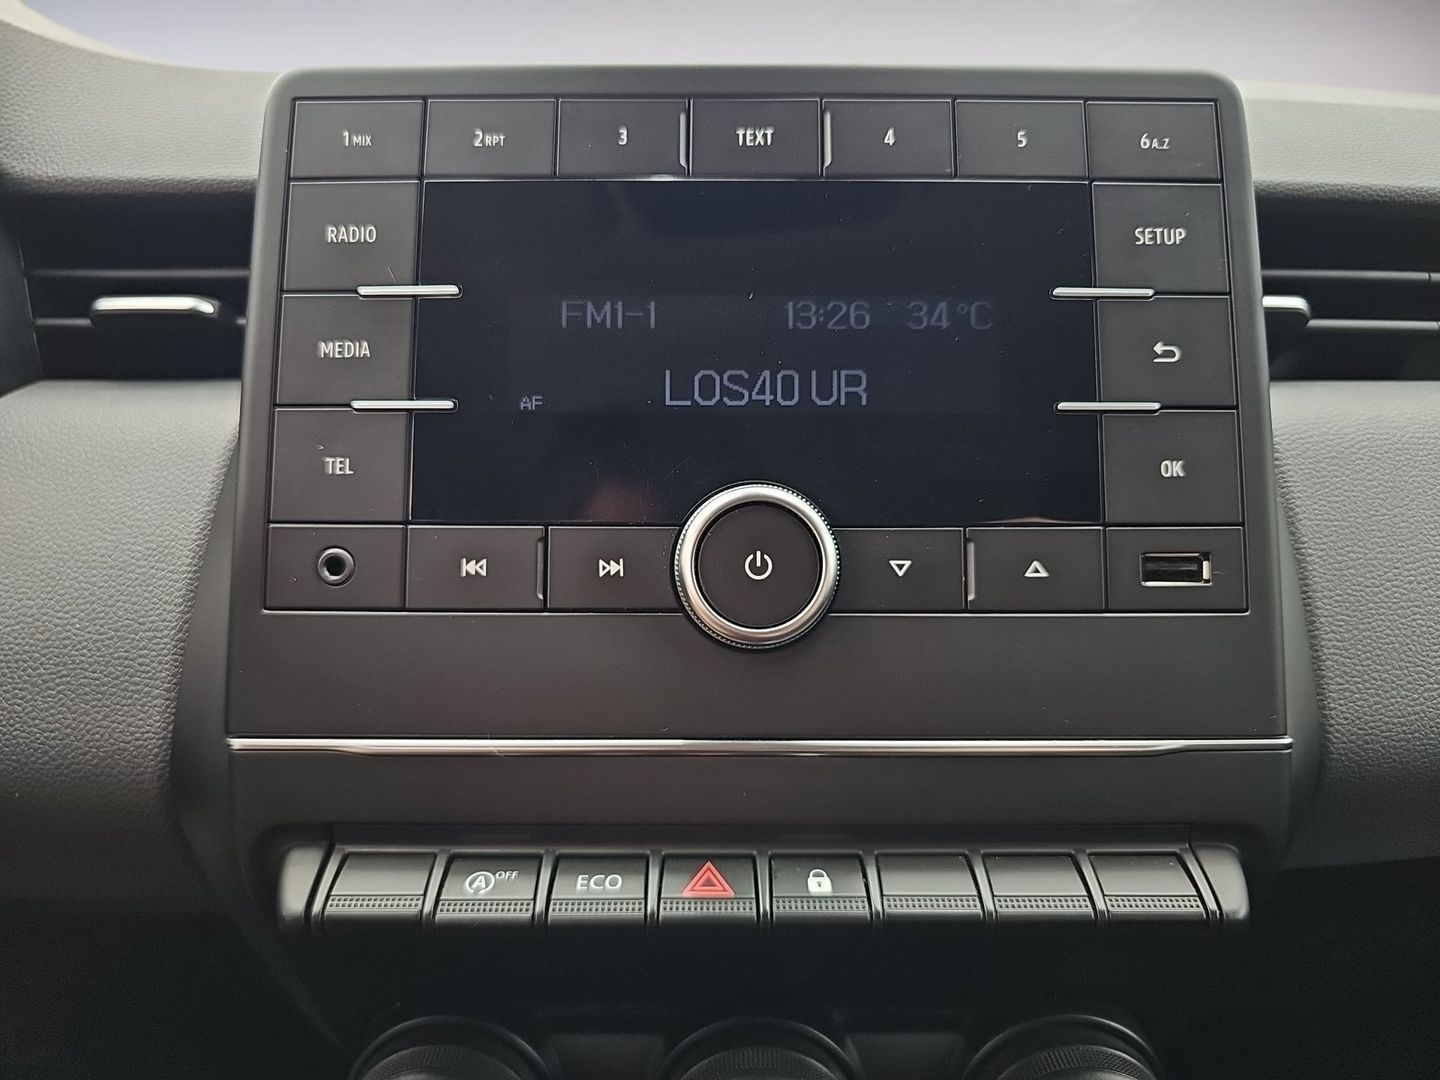 1 MIX 2 RPT 3 TEXT 4 5 6 A..Z
RADIO SETUP
FM1-1 13:26 34°C
MEDIA
AF LOS40 UR
TEL OK
A OFF ECO